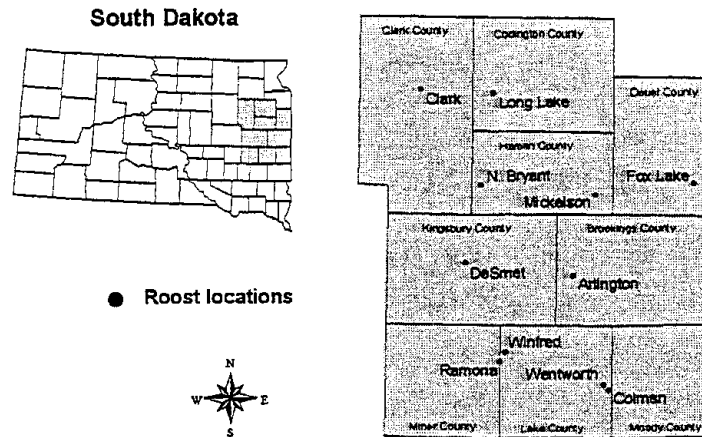 South Dakota
Clark County
Codington County
Deuel County
Clark
Long Lake
Hamlin County
N. Bryant
Fox Lake
Mickelson
Kingsbury County
Brookings County
DeSmet
Arlington
Roost locations
Winfred
Ramona
Wentworth
Colman
N
W
E
S
Miner County
Lake County
Moody County